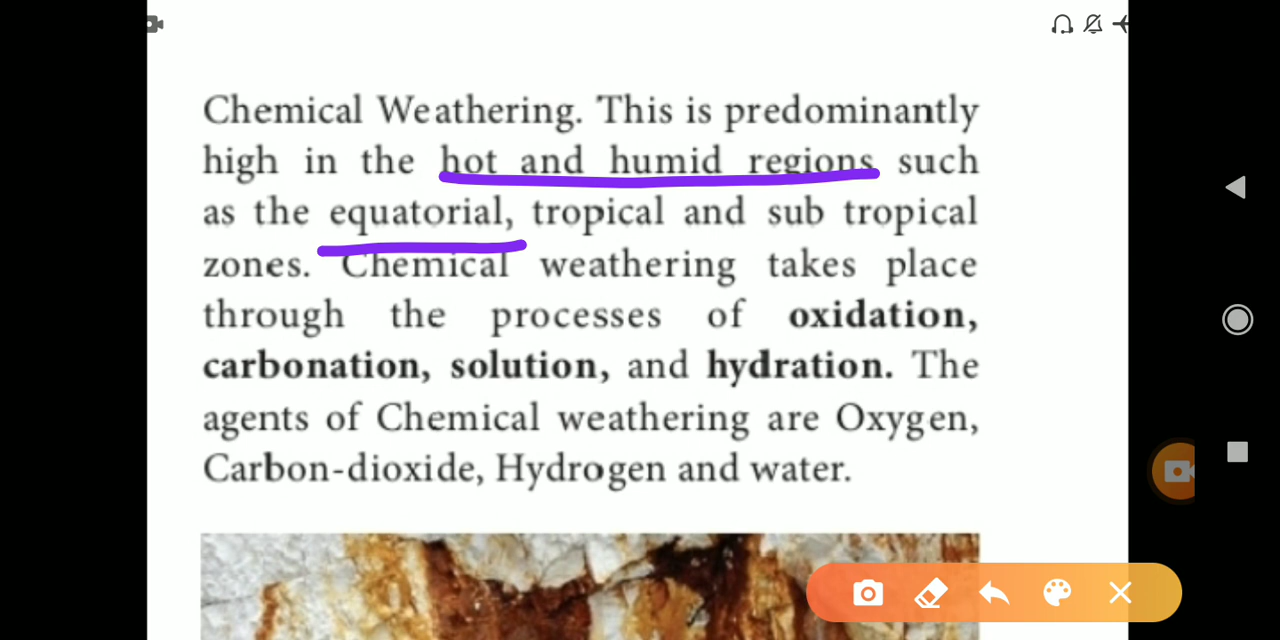 Chemical Weathering. This is predominantly
high in the hot and humid regions such
as the equatorial, tropical and sub tropical
zones. Chemical weathering takes place
through the processes of oxidation,
carbonation, solution, and hydration. The
agents of Chemical weathering are Oxygen,
Carbon-dioxide, Hydrogen and water.